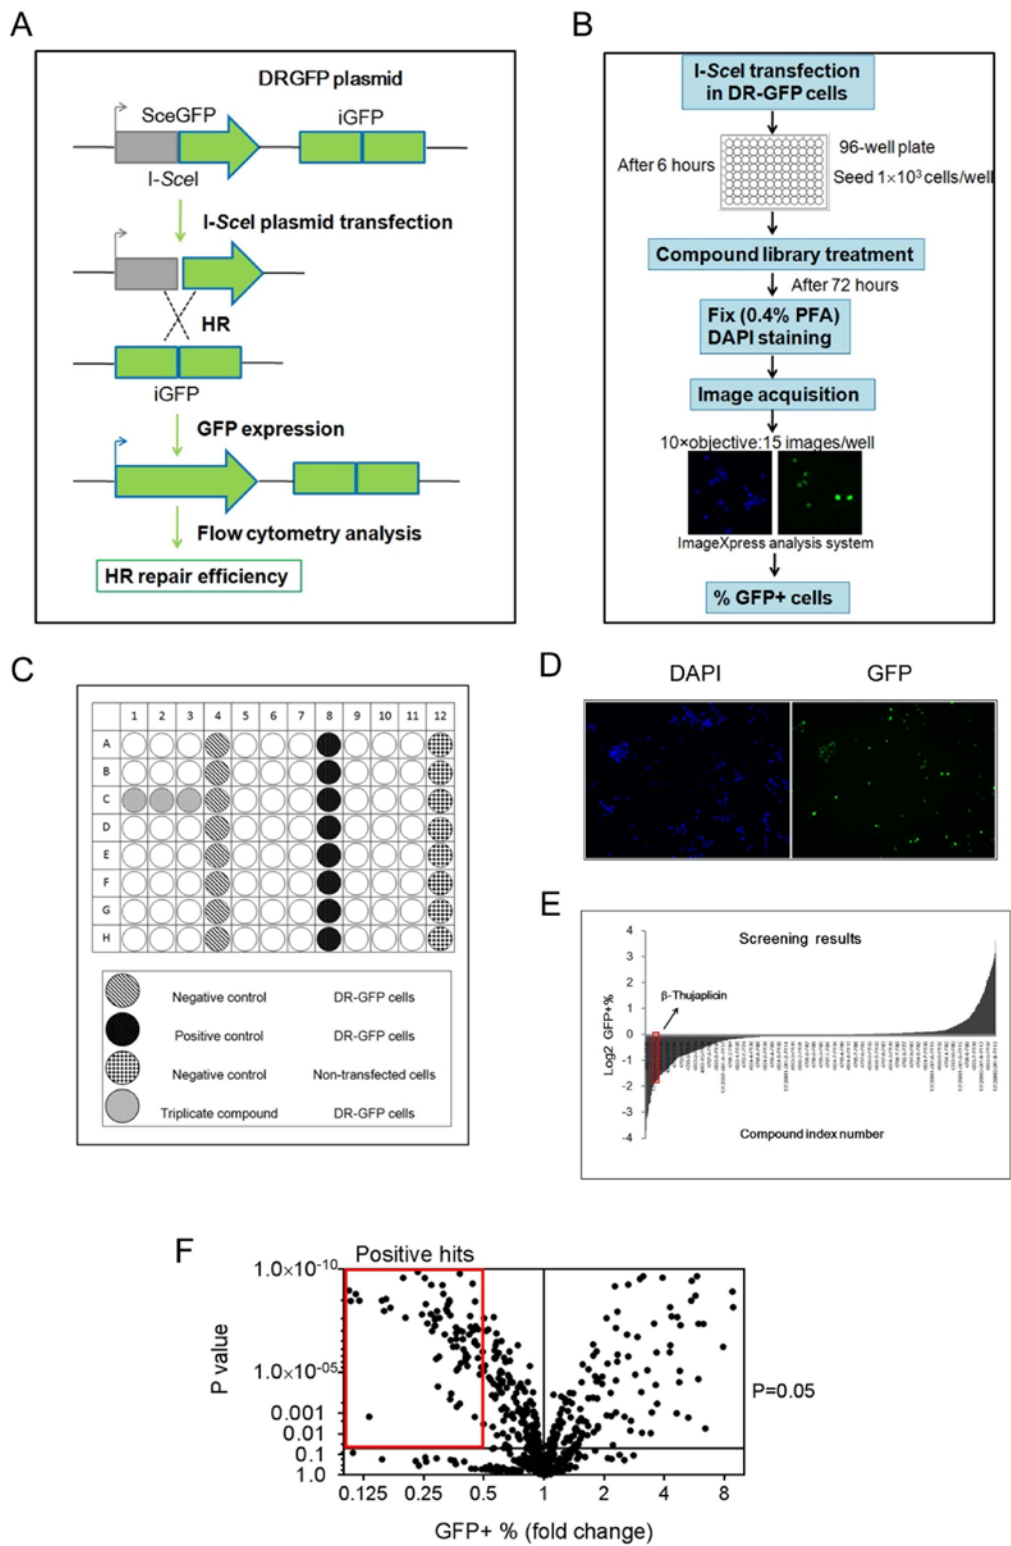 A
DRGFP plasmid
SceGFP
iGFP
I-SceI
I-SceI plasmid transfection
HR
iGFP
GFP expression
Flow cytometry analysis
HR repair efficiency
B
I-SceI transfection
in DR-GFP cells
After 6 hours
96-well plate
Seed 1×10³ cells/well
Compound library treatment
After 72 hours
Fix (0.4% PFA)
DAPI staining
Image acquisition
10×objective:15 images/well
ImageXpress analysis system
% GFP+ cells
C
1 2 3 4 5 6 7 8 9 10 11 12
A
B
C
D
E
F
G
H
Negative control DR-GFP cells
Positive control DR-GFP cells
Negative control Non-transfected cells
Triplicate compound DR-GFP cells
D
DAPI GFP
E
Screening results
β-Thujaplicin
Log2 GFP+%
4
3
2
1
0
-1
-2
-3
-4
Compound index number
F
Positive hits
P value
1.0×10⁻¹⁰
1.0×10⁻⁰⁵
0.001
0.01
0.1
1.0
P=0.05
0.125 0.25 0.5 1 2 4 8
GFP+ % (fold change)